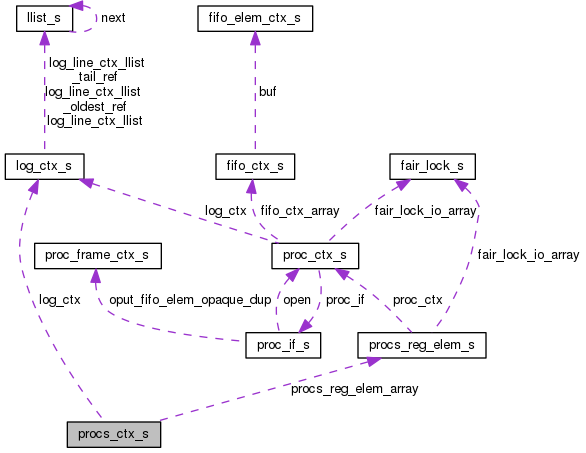 llist_s
next
fifo_elem_ctx_s
log_line_ctx_llist
_tail_ref
log_line_ctx_llist
_oldest_ref
log_line_ctx_llist
buf
log_ctx_s
fifo_ctx_s
fair_lock_s
log_ctx
fifo_ctx_array
fair_lock_io_array
proc_frame_ctx_s
proc_ctx_s
fair_lock_io_array
log_ctx
oput_fifo_elem_opaque_dup
open
proc_if
proc_ctx
proc_if_s
procs_reg_elem_s
procs_reg_elem_array
procs_ctx_s